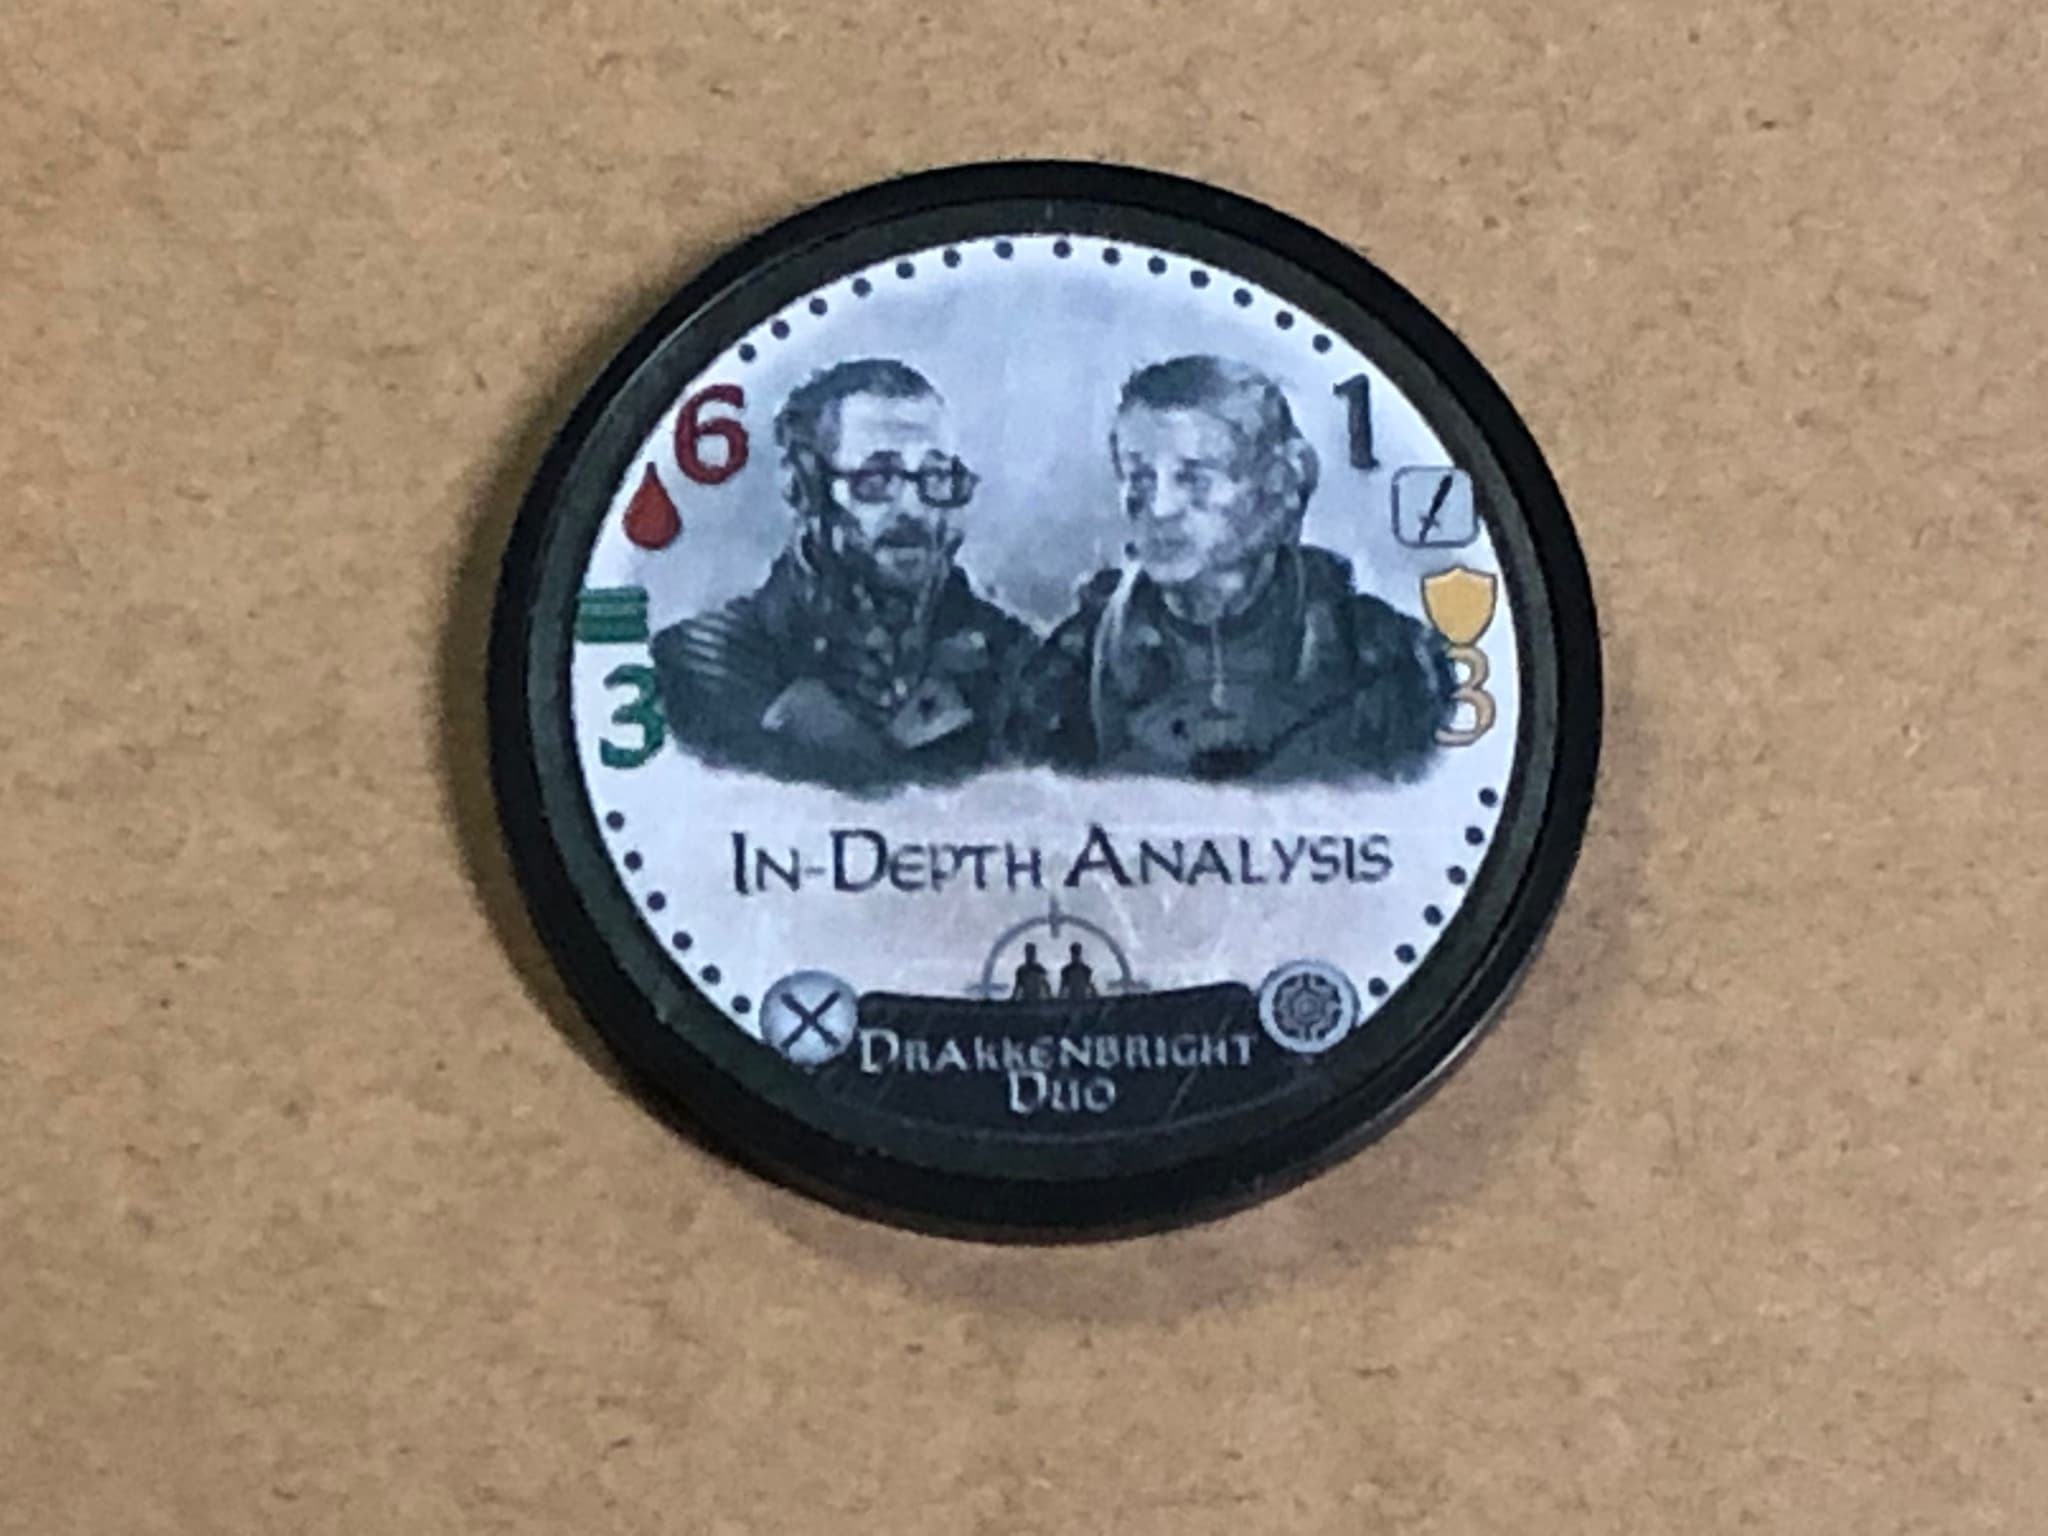 6
1
3
3
In-Depth Analysis
Drakkenbright
Duo